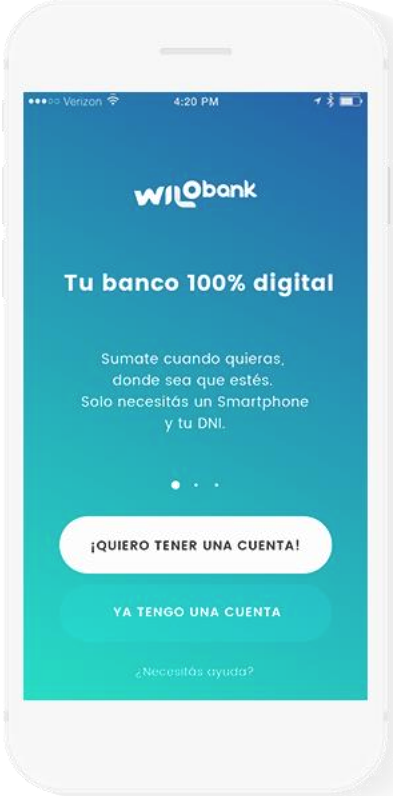 Verizon 4:20 PM
WILObank
Tu banco 100% digital
Sumate cuando quieras,
donde sea que estés.
Solo necesitás un Smartphone
y tu DNI.
¡QUIERO TENER UNA CUENTA!
YA TENGO UNA CUENTA
¿Necesitás ayuda?